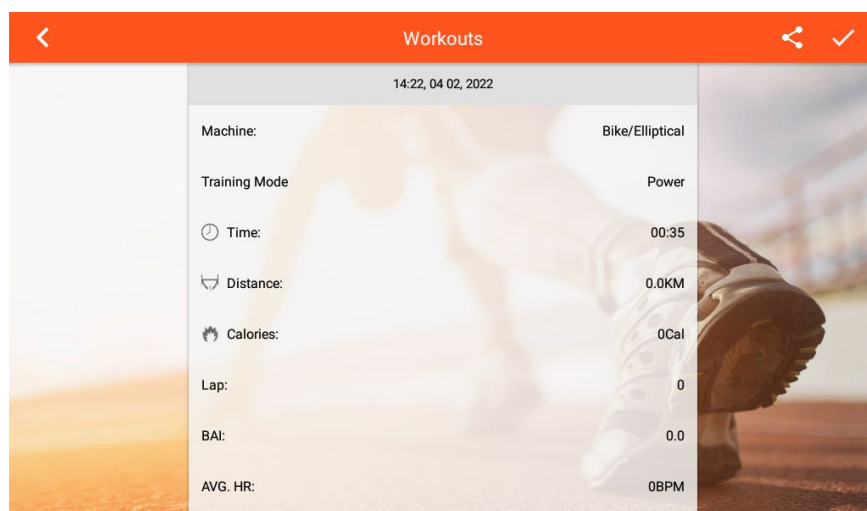 Workouts
14:22, 04 02, 2022
Machine: Bike/Elliptical
Training Mode Power
Time: 00:35
Distance: 0.0KM
Calories: 0Cal
Lap: 0
BAI: 0.0
AVG. HR: 0BPM